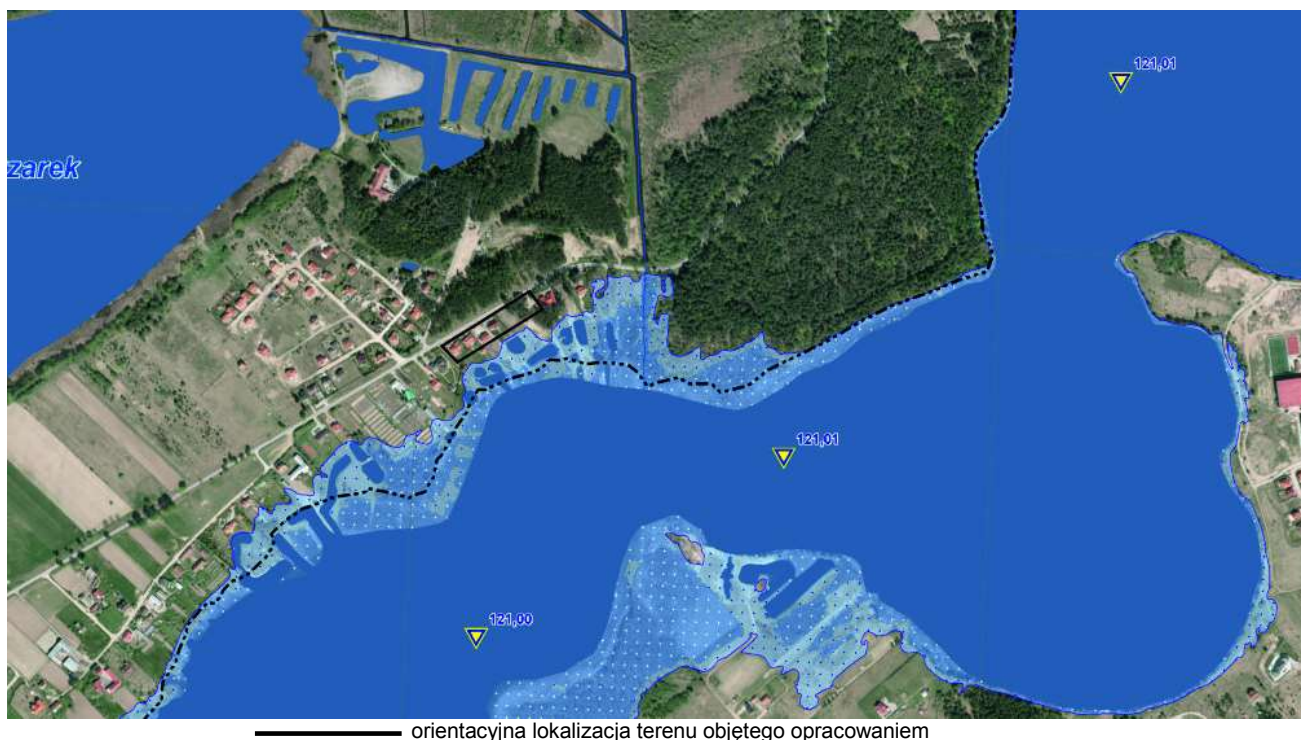 121,01
zarek
121,01
121,00
orientacyjna lokalizacja terenu objętego opracowaniem